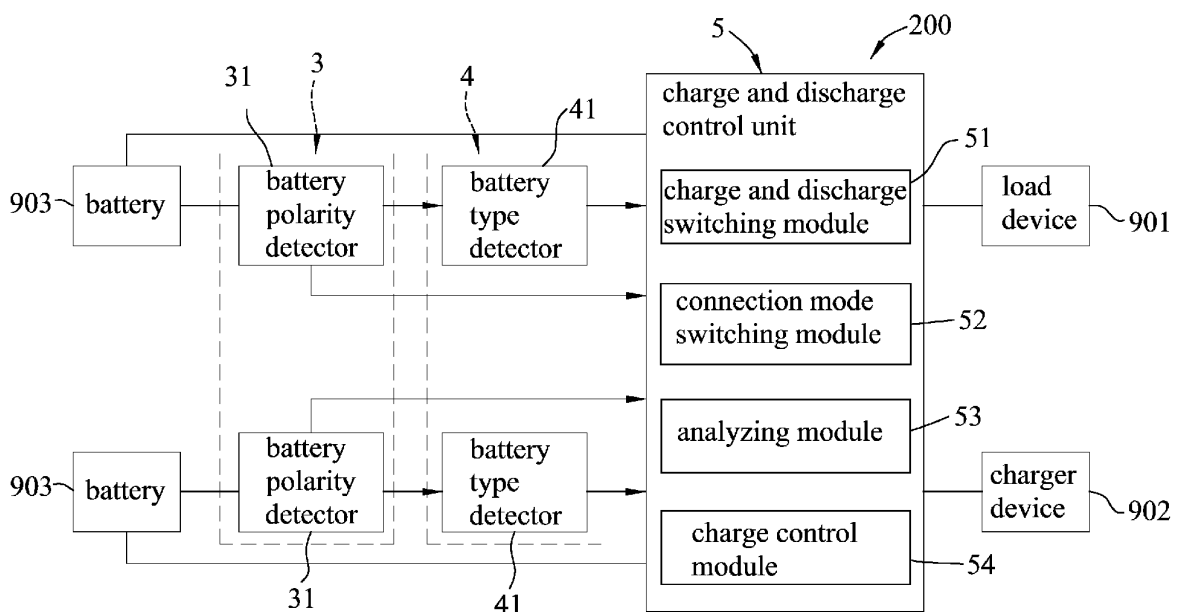 5
200
31
3
4
41
charge and discharge
control unit
51
903
battery
battery
polarity
detector
battery
type
detector
charge and discharge
switching module
load
device
901
connection mode
switching module
52
analyzing module
53
903
battery
battery
polarity
detector
battery
type
detector
charger
device
902
charge control
module
54
31
41